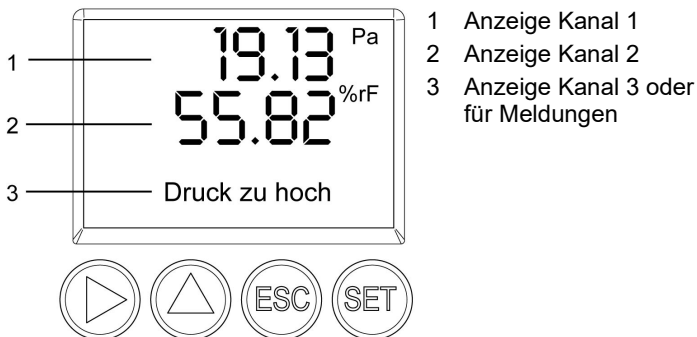 1 19.13 Pa
2 55.82 %rF
3 Druck zu hoch
ESC SET
1 Anzeige Kanal 1
2 Anzeige Kanal 2
3 Anzeige Kanal 3 oder
für Meldungen